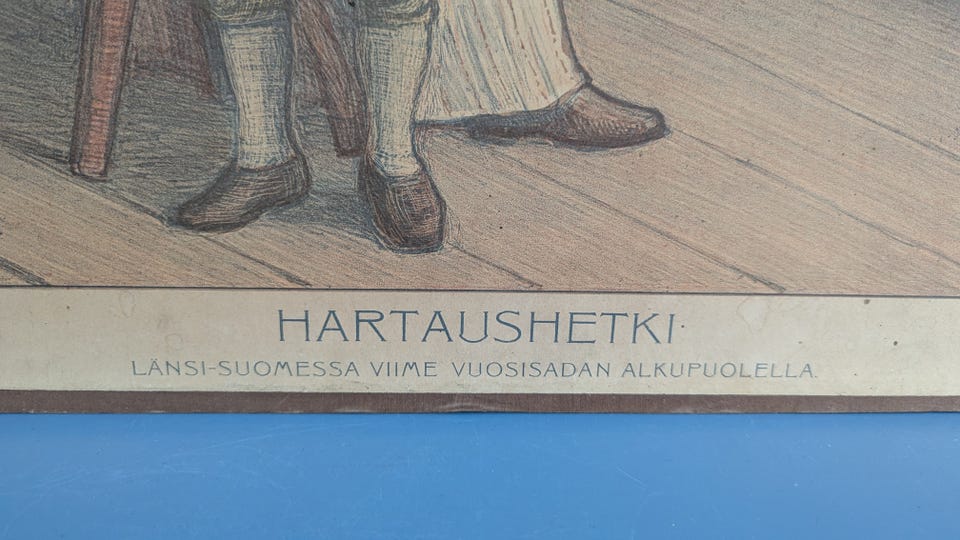 HARTAUSHETKI
LÄNSI-SUOMESSA VIIME VUOSISADAN ALKUPUOLELLA.